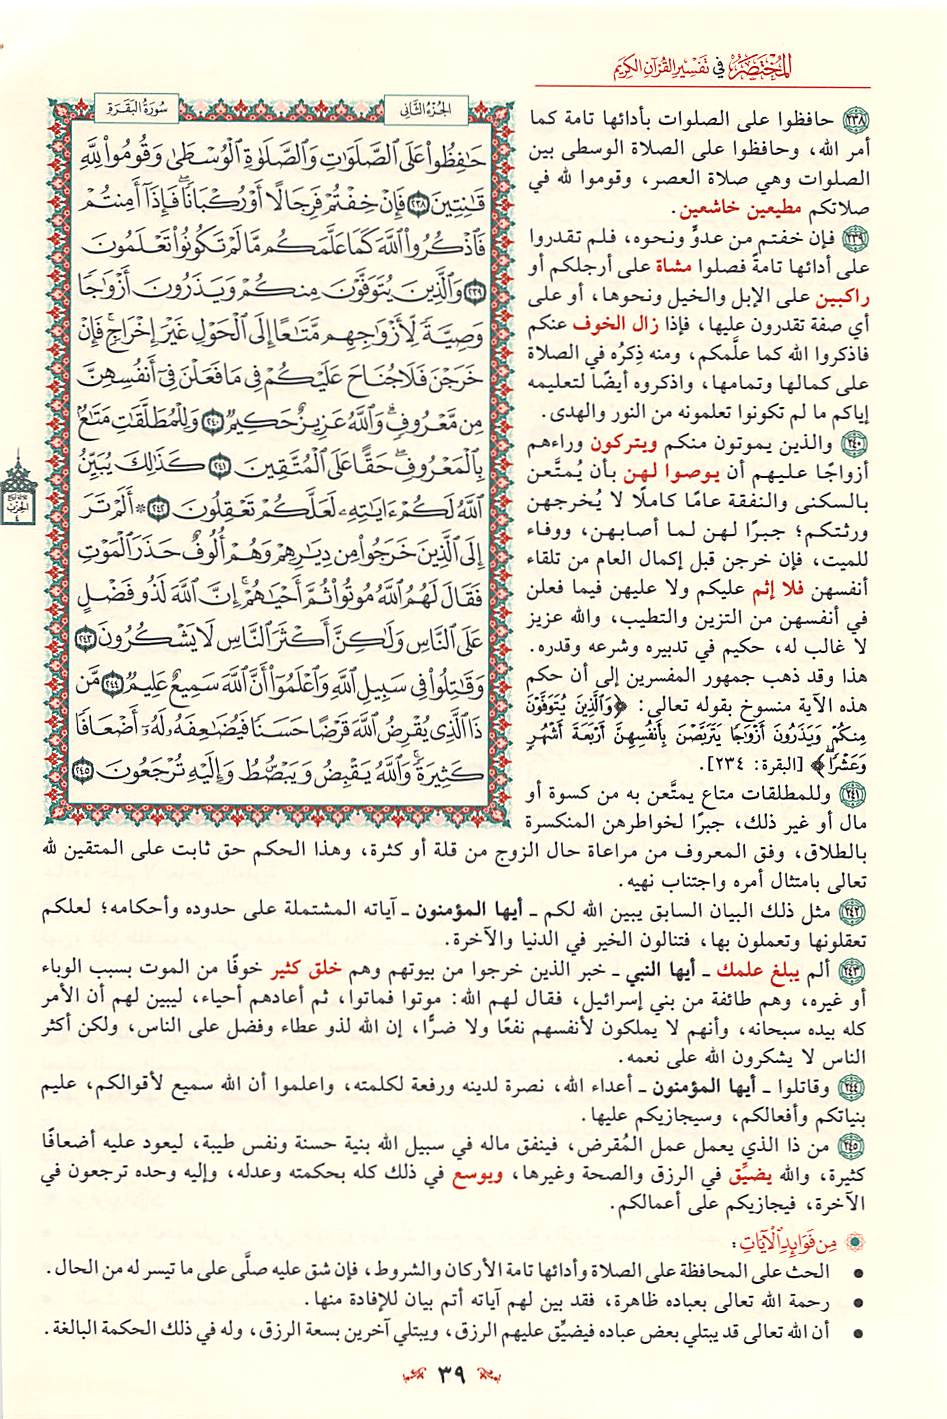 المُخْتَصَرُ في تَفْسِيرِ القُرْآنِ الكَرِيمِ
الجُزْءُ الثَّانِي
سُورَةُ البَقَرَةِ
حَٰفِظُوا۟ عَلَى ٱلصَّلَوَٰتِ وَٱلصَّلَوٰةِ ٱلْوُسْطَىٰ وَقُومُوا۟ لِلَّهِ
قَٰنِتِينَ ٢٣٨ فَإِنْ خِفْتُمْ فَرِجَالًا أَوْ رُكْبَانًا ۖ فَإِذَآ أَمِنتُمْ
فَٱذْكُرُوا۟ ٱللَّهَ كَمَا عَلَّمَكُم مَّا لَمْ تَكُونُوا۟ تَعْلَمُونَ
٢٣٩ وَٱلَّذِينَ يُتَوَفَّوْنَ مِنكُمْ وَيَذَرُونَ أَزْوَٰجًا
وَصِيَّةً لِّأَزْوَٰجِهِم مَّتَٰعًا إِلَى ٱلْحَوْلِ غَيْرَ إِخْرَاجٍ ۚ فَإِنْ
خَرَجْنَ فَلَا جُنَاحَ عَلَيْكُمْ فِى مَا فَعَلْنَ فِىٓ أَنفُسِهِنَّ
مِن مَّعْرُوفٍ ۗ وَٱللَّهُ عَزِيزٌ حَكِيمٌ ٢٤٠ وَلِلْمُطَلَّقَٰتِ مَتَٰعٌۢ
بِٱلْمَعْرُوفِ ۖ حَقًّا عَلَى ٱلْمُتَّقِينَ ٢٤١ كَذَٰلِكَ يُبَيِّنُ
ٱللَّهُ لَكُمْ ءَايَٰتِهِۦ لَعَلَّكُمْ تَعْقِلُونَ ٢٤٢ ۞ أَلَمْ تَرَ
إِلَى ٱلَّذِينَ خَرَجُوا۟ مِن دِيَٰرِهِمْ وَهُمْ أُلُوفٌ حَذَرَ ٱلْمَوْتِ
فَقَالَ لَهُمُ ٱللَّهُ مُوتُوا۟ ثُمَّ أَحْيَٰهُمْ ۚ إِنَّ ٱللَّهَ لَذُو فَضْلٍ
عَلَى ٱلنَّاسِ وَلَٰكِنَّ أَكْثَرَ ٱلنَّاسِ لَا يَشْكُرُونَ ٢٤٣
وَقَٰتِلُوا۟ فِى سَبِيلِ ٱللَّهِ وَٱعْلَمُوٓا۟ أَنَّ ٱللَّهَ سَمِيعٌ عَلِيمٌ ٢٤٤ مَّن
ذَا ٱلَّذِى يُقْرِضُ ٱللَّهَ قَرْضًا حَسَنًا فَيُضَٰعِفَهُۥ لَهُۥٓ أَضْعَافًا
كَثِيرَةً ۚ وَٱللَّهُ يَقْبِضُ وَيَبْصُۜطُ وَإِلَيْهِ تُرْجَعُونَ ٢٤٥
الحزب
٤
٢٣٨ حافظوا على الصلوات بأدائها تامة كما
أمر الله، وحافظوا على الصلاة الوسطى بين
الصلوات وهي صلاة العصر، وقوموا لله في
صلاتكم مطيعين خاشعين.
٢٣٩ فإن خفتم من عدوٍّ ونحوه، فلم تقدروا
على أدائها تامةً فصلوا مشاة على أرجلكم أو
راكبين على الإبل والخيل ونحوها، أو على
أي صفة تقدرون عليها، فإذا زال الخوف عنكم
فاذكروا الله كما علَّمكم، ومنه ذِكرُه في الصلاة
على كمالها وتمامها، واذكروه أيضًا لتعليمه
إياكم ما لم تكونوا تعلمونه من النور والهدى.
٢٤٠ والذين يموتون منكم ويتركون وراءهم
أزواجًا عليهم أن يوصوا لهن بأن يُمتَّعن
بالسكنى والنفقة عامًا كاملًا لا يُخرجهن
ورثتكم؛ جبرًا لهن لما أصابهن، ووفاء
للميت، فإن خرجن قبل إكمال العام من تلقاء
أنفسهن فلا إثم عليكم ولا عليهن فيما فعلن
في أنفسهن من التزين والتطيب، والله عزيز
لا غالب له، حكيم في تدبيره وشرعه وقدره.
هذا وقد ذهب جمهور المفسرين إلى أن حكم
هذه الآية منسوخ بقوله تعالى: ﴿وَٱلَّذِينَ يُتَوَفَّوْنَ
مِنكُمْ وَيَذَرُونَ أَزْوَٰجًا يَتَرَبَّصْنَ بِأَنفُسِهِنَّ أَرْبَعَةَ أَشْهُرٍ
وَعَشْرًا﴾ [البقرة: ٢٣٤].
٢٤١ وللمطلقات متاع يمتَّعن به من كسوة أو
مال أو غير ذلك، جبرًا لخواطرهن المنكسرة
بالطلاق، وفق المعروف من مراعاة حال الزوج من قلة أو كثرة، وهذا الحكم حق ثابت على المتقين لله
تعالى بامتثال أمره واجتناب نهيه.
٢٤٢ مثل ذلك البيان السابق يبين الله لكم ـ أيها المؤمنون ـ آياته المشتملة على حدوده وأحكامه؛ لعلكم
تعقلونها وتعملون بها، فتنالون الخير في الدنيا والآخرة.
٢٤٣ ألم يبلغ علمك ـ أيها النبي ـ خبر الذين خرجوا من بيوتهم وهم خلق كثير خوفًا من الموت بسبب الوباء
أو غيره، وهم طائفة من بني إسرائيل، فقال لهم الله: موتوا فماتوا، ثم أعادهم أحياء، ليبين لهم أن الأمر
كله بيده سبحانه، وأنهم لا يملكون لأنفسهم نفعًا ولا ضرًّا، إن الله لذو عطاء وفضل على الناس، ولكن أكثر
الناس لا يشكرون الله على نعمه.
٢٤٤ وقاتلوا ـ أيها المؤمنون ـ أعداء الله، نصرة لدينه ورفعة لكلمته، واعلموا أن الله سميع لأقوالكم، عليم
بنياتكم وأفعالكم، وسيجازيكم عليها.
٢٤٥ من ذا الذي يعمل عمل المُقرض، فينفق ماله في سبيل الله بنية حسنة ونفس طيبة، ليعود عليه أضعافًا
كثيرة، والله يضيِّق في الرزق والصحة وغيرها، ويوسع في ذلك كله بحكمته وعدله، وإليه وحده ترجعون في
الآخرة، فيجازيكم على أعمالكم.
مِن فَوَائِدِ الآيَاتِ:
• الحث على المحافظة على الصلاة وأدائها تامة الأركان والشروط، فإن شق عليه صلَّى على ما تيسر له من الحال.
• رحمة الله تعالى بعباده ظاهرة، فقد بين لهم آياته أتم بيان للإفادة منها.
• أن الله تعالى قد يبتلي بعض عباده فيضيِّق عليهم الرزق، ويبتلي آخرين بسعة الرزق، وله في ذلك الحكمة البالغة.
٣٩